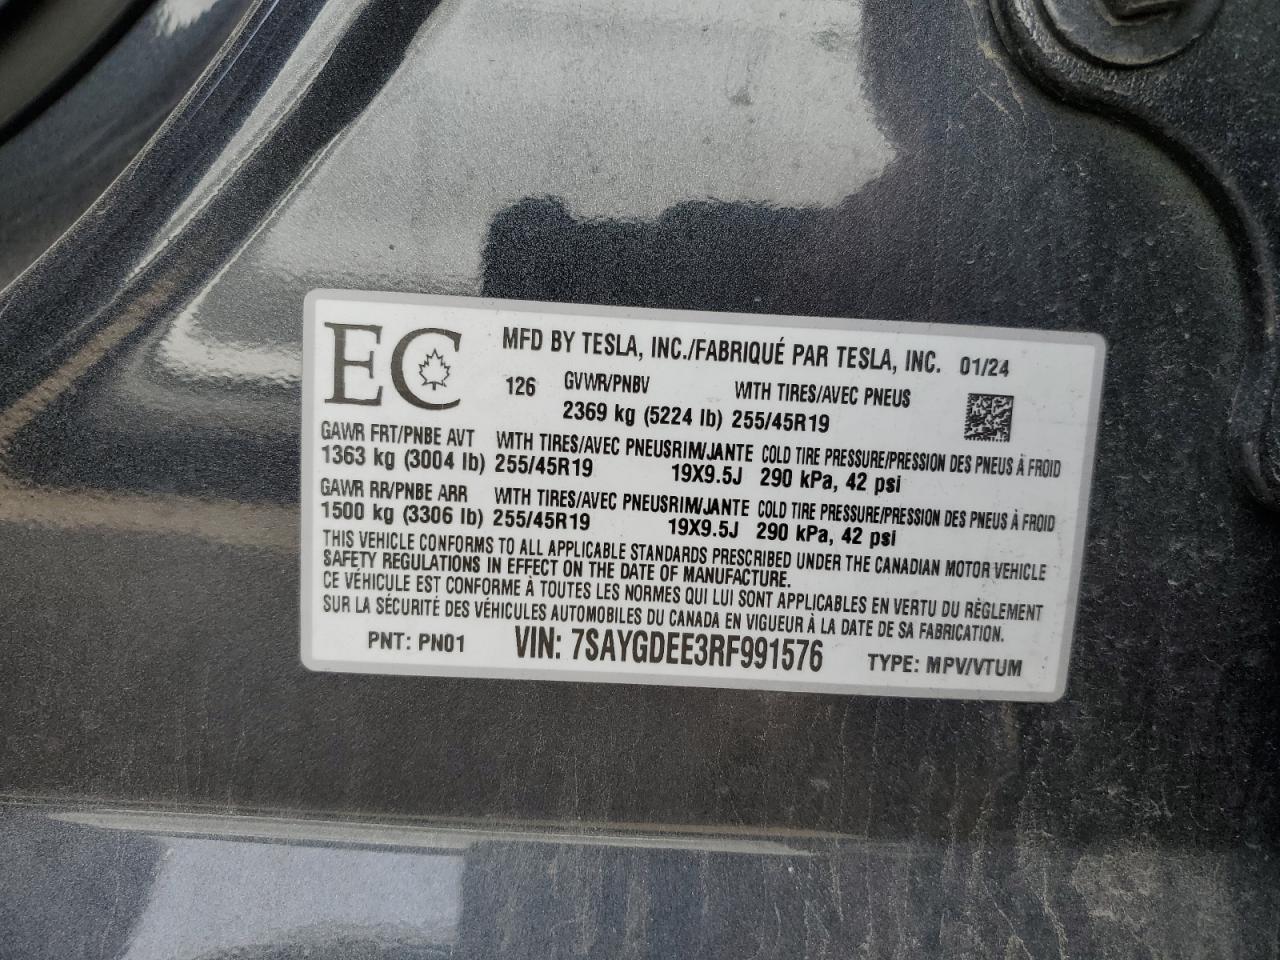 EC
MFD BY TESLA, INC./FABRIQUÉ PAR TESLA, INC. 01/24
126 GVWR/PNBV WITH TIRES/AVEC PNEUS
2369 kg (5224 lb) 255/45R19
GAWR FRT/PNBE AVT WITH TIRES/AVEC PNEUS RIM/JANTE COLD TIRE PRESSURE/PRESSION DES PNEUS À FROID
1363 kg (3004 lb) 255/45R19 19X9.5J 290 kPa, 42 psi
GAWR RR/PNBE ARR WITH TIRES/AVEC PNEUS RIM/JANTE COLD TIRE PRESSURE/PRESSION DES PNEUS À FROID
1500 kg (3306 lb) 255/45R19 19X9.5J 290 kPa, 42 psi
THIS VEHICLE CONFORMS TO ALL APPLICABLE STANDARDS PRESCRIBED UNDER THE CANADIAN MOTOR VEHICLE
SAFETY REGULATIONS IN EFFECT ON THE DATE OF MANUFACTURE.
CE VÉHICULE EST CONFORME À TOUTES LES NORMES QUI LUI SONT APPLICABLES EN VERTU DU RÈGLEMENT
SUR LA SÉCURITÉ DES VÉHICULES AUTOMOBILES DU CANADA EN VIGUEUR À LA DATE DE SA FABRICATION.
PNT: PN01 VIN: 7SAYGDEE3RF991576 TYPE: MPV/VTUM